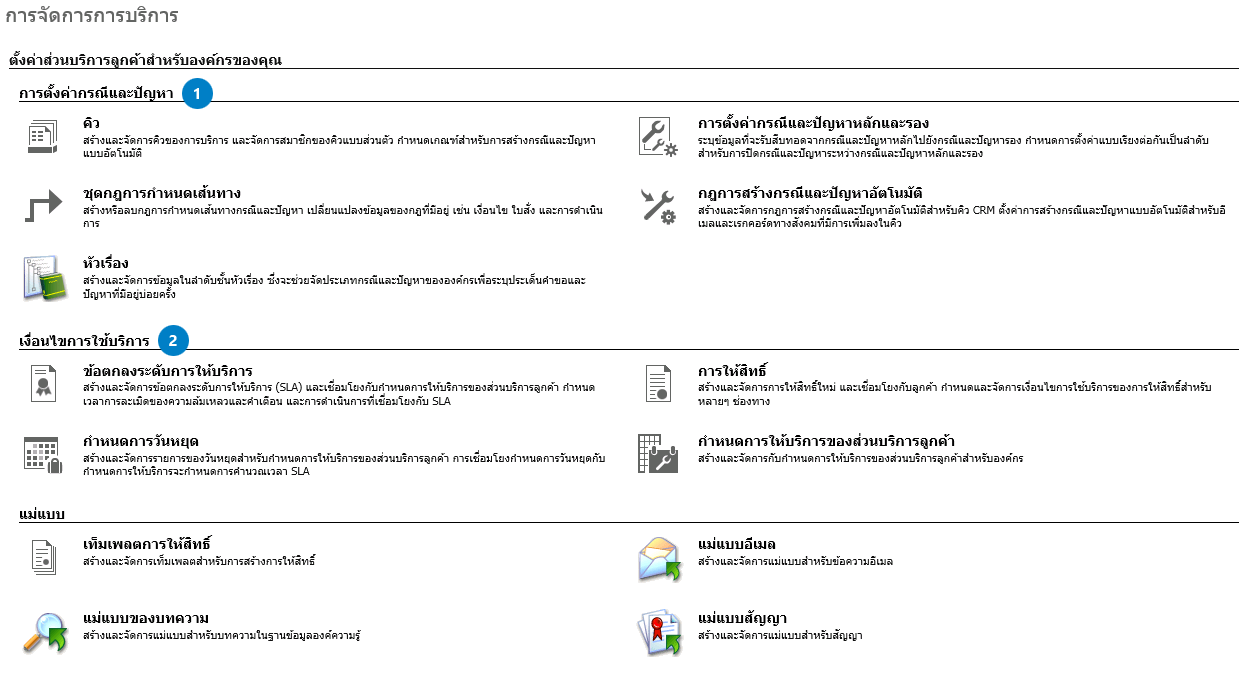 การจัดการการบริการ
ตั้งค่าส่วนบริการลูกค้าสำหรับองค์กรของคุณ
การตั้งค่ากรณีและปัญหา 1
คิว
สร้างและจัดการคิวของการบริการ และจัดการสมาชิกของคิวแบบส่วนตัว กำหนดเกณฑ์สำหรับการสร้างกรณีและปัญหา
แบบอัตโนมัติ
การตั้งค่ากรณีและปัญหาหลักและรอง
ระบุข้อมูลที่จะรับสืบทอดจากกรณีและปัญหาหลักไปยังกรณีและปัญหารอง กำหนดการตั้งค่าแบบเรียงต่อกันเป็นลำดับ
สำหรับการปิดกรณีและปัญหาระหว่างกรณีและปัญหาหลักและรอง
ชุดกฎการกำหนดเส้นทาง
สร้างหรือลบกฎการกำหนดเส้นทางกรณีและปัญหา เปลี่ยนแปลงข้อมูลของกฎที่มีอยู่ เช่น เงื่อนไข ใบสั่ง และการดำเนิน
การ
กฎการสร้างกรณีและปัญหาอัตโนมัติ
สร้างและจัดการกฎการสร้างกรณีและปัญหาอัตโนมัติสำหรับคิว CRM ตั้งค่าการสร้างกรณีและปัญหาแบบอัตโนมัติสำหรับอี
เมลและเรกคอร์ดทางสังคมที่มีการเพิ่มลงในคิว
หัวเรื่อง
สร้างและจัดการข้อมูลในลำดับชั้นหัวเรื่อง ซึ่งจะช่วยจัดประเภทกรณีและปัญหาขององค์กรเพื่อระบุประเด็นคำขอและ
ปัญหาที่มีอยู่บ่อยครั้ง
เงื่อนไขการใช้บริการ 2
ข้อตกลงระดับการให้บริการ
สร้างและจัดการข้อตกลงระดับการให้บริการ (SLA) และเชื่อมโยงกับกำหนดการให้บริการของส่วนบริการลูกค้า กำหนด
เวลาการละเมิดของความล้มเหลวและคำเตือน และการดำเนินการที่เชื่อมโยงกับ SLA
การให้สิทธิ์
สร้างและจัดการการให้สิทธิ์ใหม่ และเชื่อมโยงกับลูกค้า กำหนดและจัดการเงื่อนไขการใช้บริการของการให้สิทธิ์สำหรับ
หลายๆ ช่องทาง
กำหนดการวันหยุด
สร้างและจัดการรายการของวันหยุดสำหรับกำหนดการให้บริการของส่วนบริการลูกค้า การเชื่อมโยงกำหนดการวันหยุดกับ
กำหนดการให้บริการจะกำหนดการคำนวณเวลา SLA
กำหนดการให้บริการของส่วนบริการลูกค้า
สร้างและจัดการกับกำหนดการให้บริการของส่วนบริการลูกค้าสำหรับองค์กร
แม่แบบ
เท็มเพลตการให้สิทธิ์
สร้างและจัดการเท็มเพลตสำหรับการสร้างการให้สิทธิ์
แม่แบบอีเมล
สร้างและจัดการแม่แบบสำหรับข้อความอีเมล
แม่แบบของบทความ
สร้างและจัดการแม่แบบสำหรับบทความในฐานข้อมูลองค์ความรู้
แม่แบบสัญญา
สร้างและจัดการแม่แบบสำหรับสัญญา